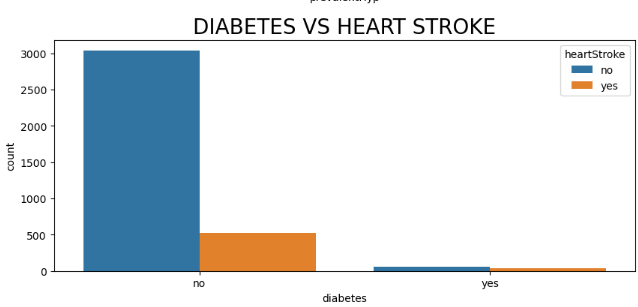 DIABETES VS HEART STROKE
heartStroke
no
yes
3000
2500
2000
1500
1000
500
0
count
no
yes
diabetes